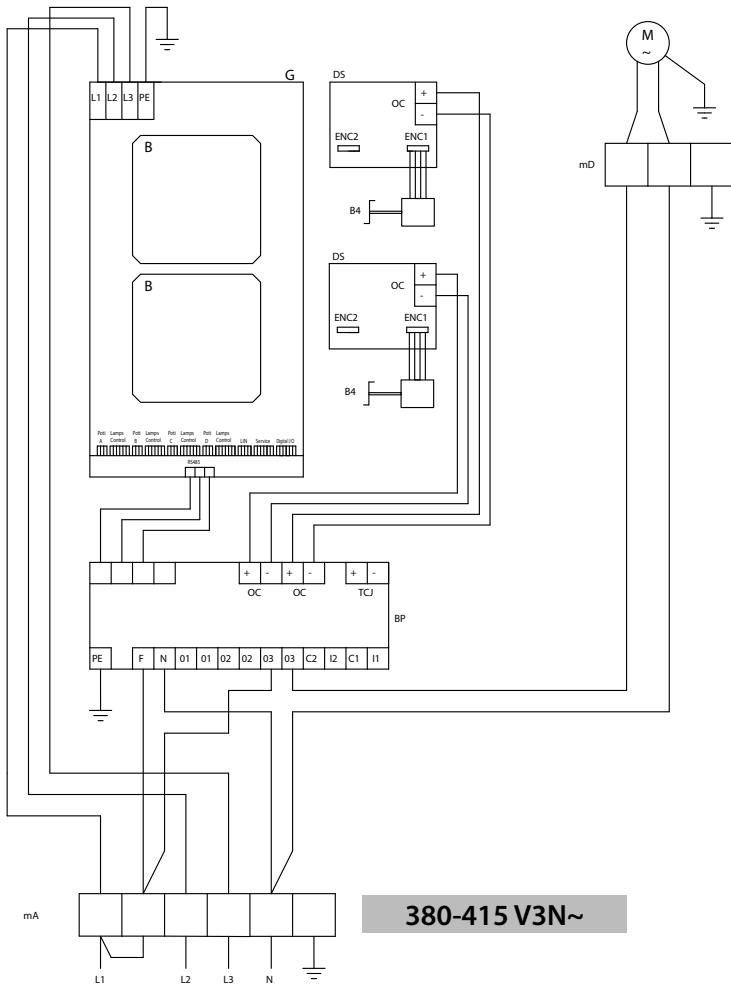 M
~
G
DS
L1 L2 L3 PE
+
OC
-
B
ENC2 ENC1
mD
B4
DS
+
OC
-
B
ENC2 ENC1
B4
Poti A Lamps Control Poti B Lamps Control Poti C Lamps Control Poti D Lamps Control LIN Service Digital I/O
RS485
+ - + - + -
OC OC TCJ
BP
PE F N 01 01 02 02 03 03 C2 I2 C1 I1
mA
380-415 V3N~
L1 L2 L3 N